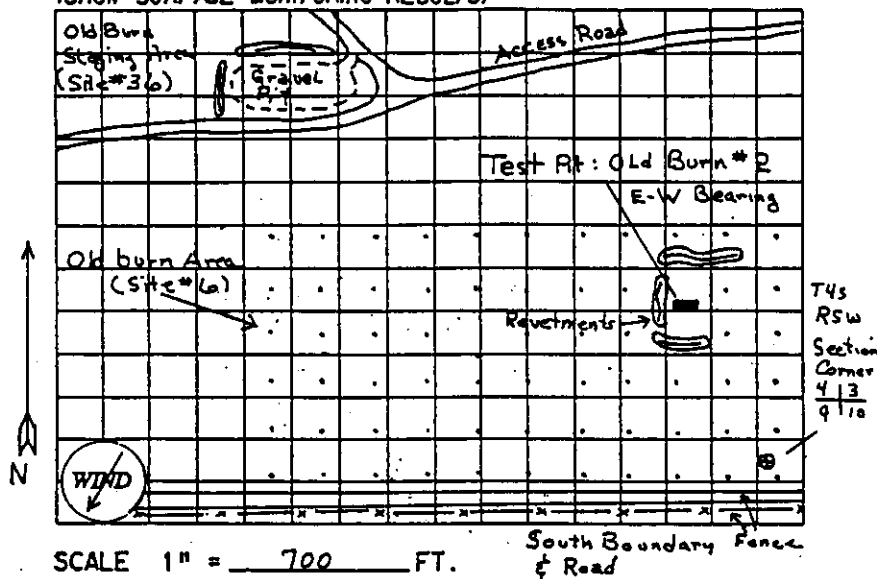 Old Burn
Staging Area
(Site #36)
Gravel
Pit
Access Road
Test Pit: Old Burn #2
E-W Bearing
Old burn Area
(Site #6)
Revetments
T4S
R5W
Section
Corner
4 | 3
9 | 10
N
WIND
SCALE 1" = 700 FT.
South Boundary Fence
& Road